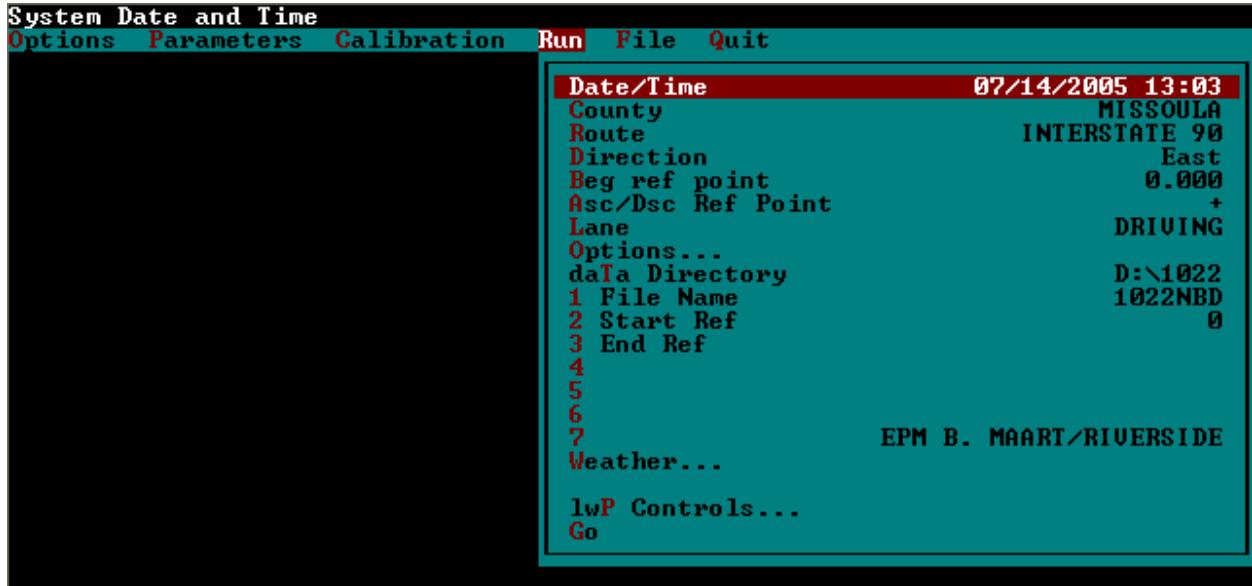 System Date and Time
Options Parameters Calibration Run File Quit
Date/Time 07/14/2005 13:03
County MISSOULA
Route INTERSTATE 90
Direction East
Beg ref point 0.000
Asc/Dsc Ref Point +
Lane DRIVING
Options...
daTa Directory D:\1022
1 File Name 1022NBD
2 Start Ref 0
3 End Ref
4
5
6
7 EPM B. MAART/RIVERSIDE
Weather...
lwP Controls...
Go